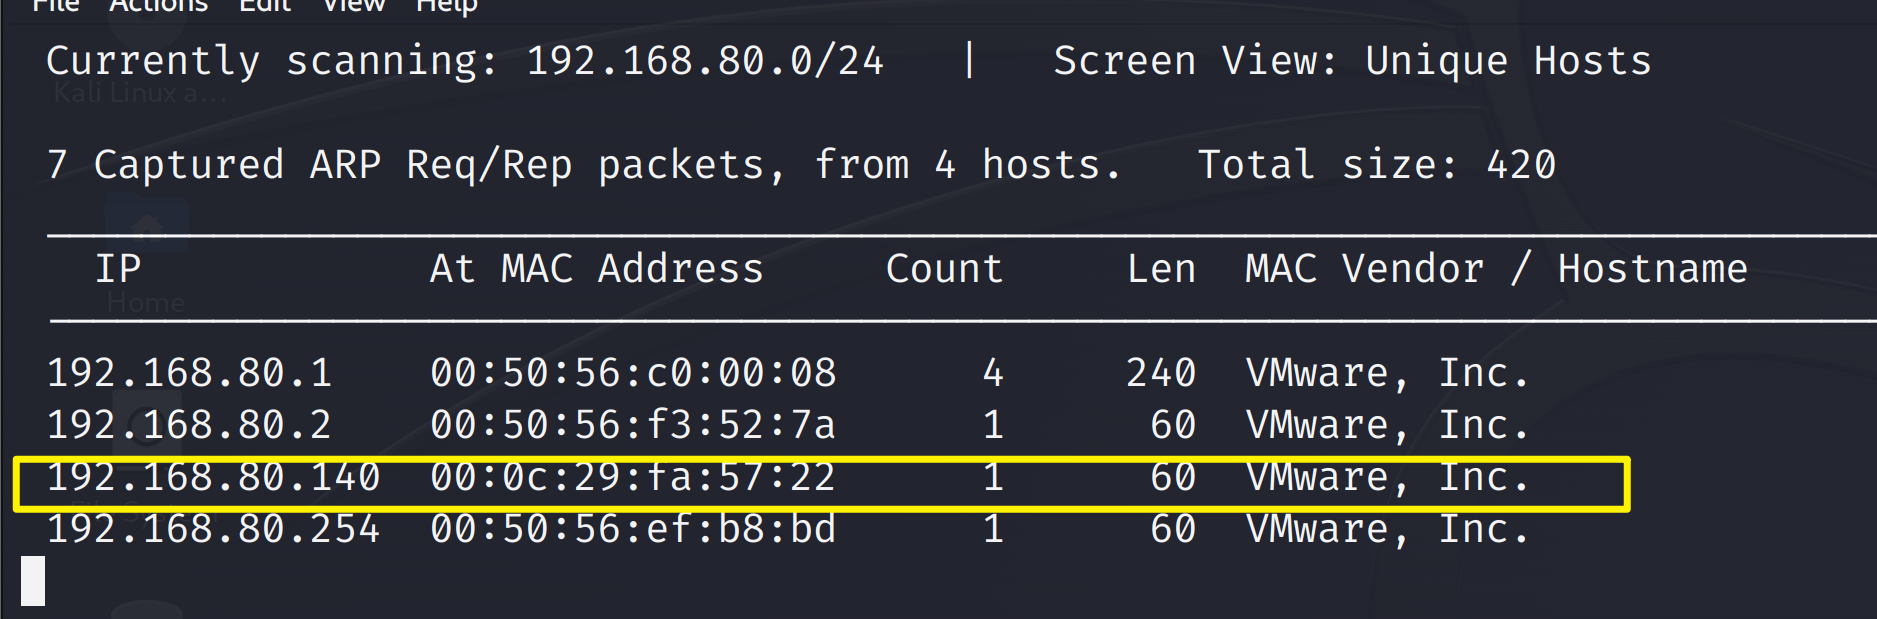 File Actions Edit View Help
Currently scanning: 192.168.80.0/24 | Screen View: Unique Hosts
Kali Linux a...
7 Captured ARP Req/Rep packets, from 4 hosts. Total size: 420
IP At MAC Address Count Len MAC Vendor / Hostname
Home
192.168.80.1 00:50:56:c0:00:08 4 240 VMware, Inc.
192.168.80.2 00:50:56:f3:52:7a 1 60 VMware, Inc.
192.168.80.140 00:0c:29:fa:57:22 1 60 VMware, Inc.
192.168.80.254 00:50:56:ef:b8:bd 1 60 VMware, Inc.